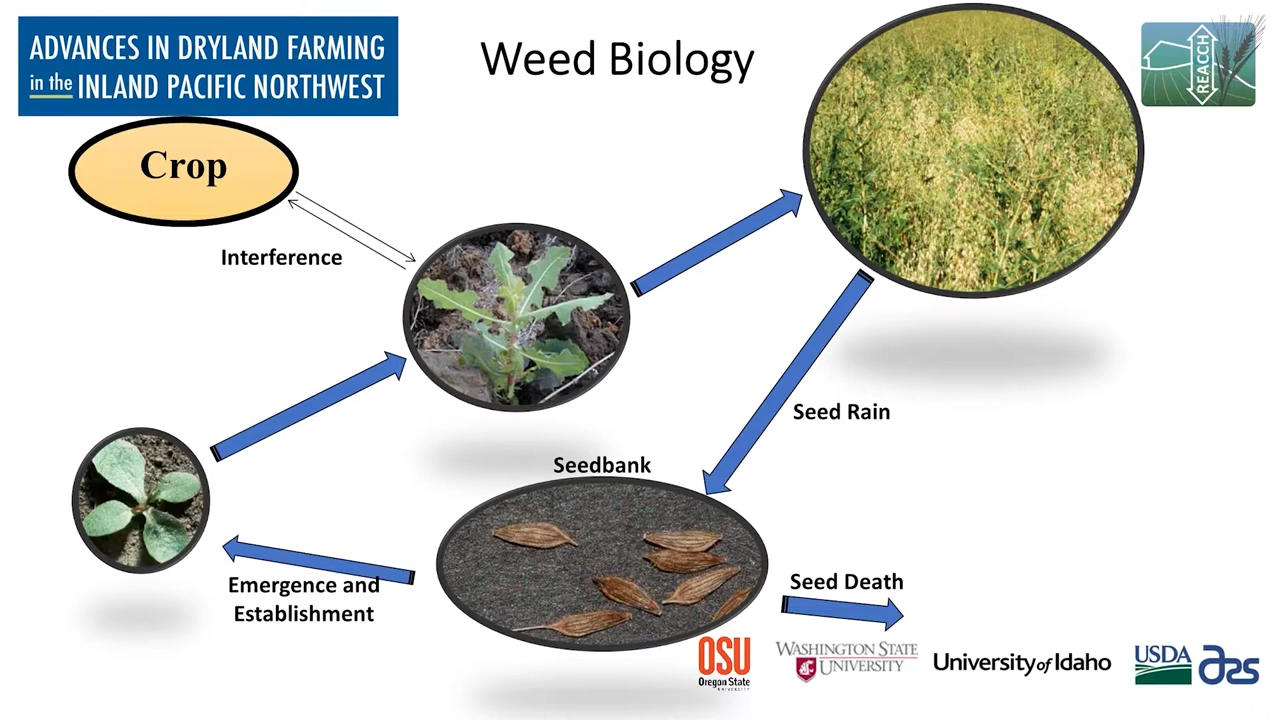 ADVANCES IN DRYLAND FARMING
in the INLAND PACIFIC NORTHWEST
Weed Biology
REACCH
Crop
Interference
Seed Rain
Seedbank
Emergence and
Establishment
Seed Death
OSU
Oregon State
UNIVERSITY
WASHINGTON STATE
UNIVERSITY
University of Idaho
USDA
ars